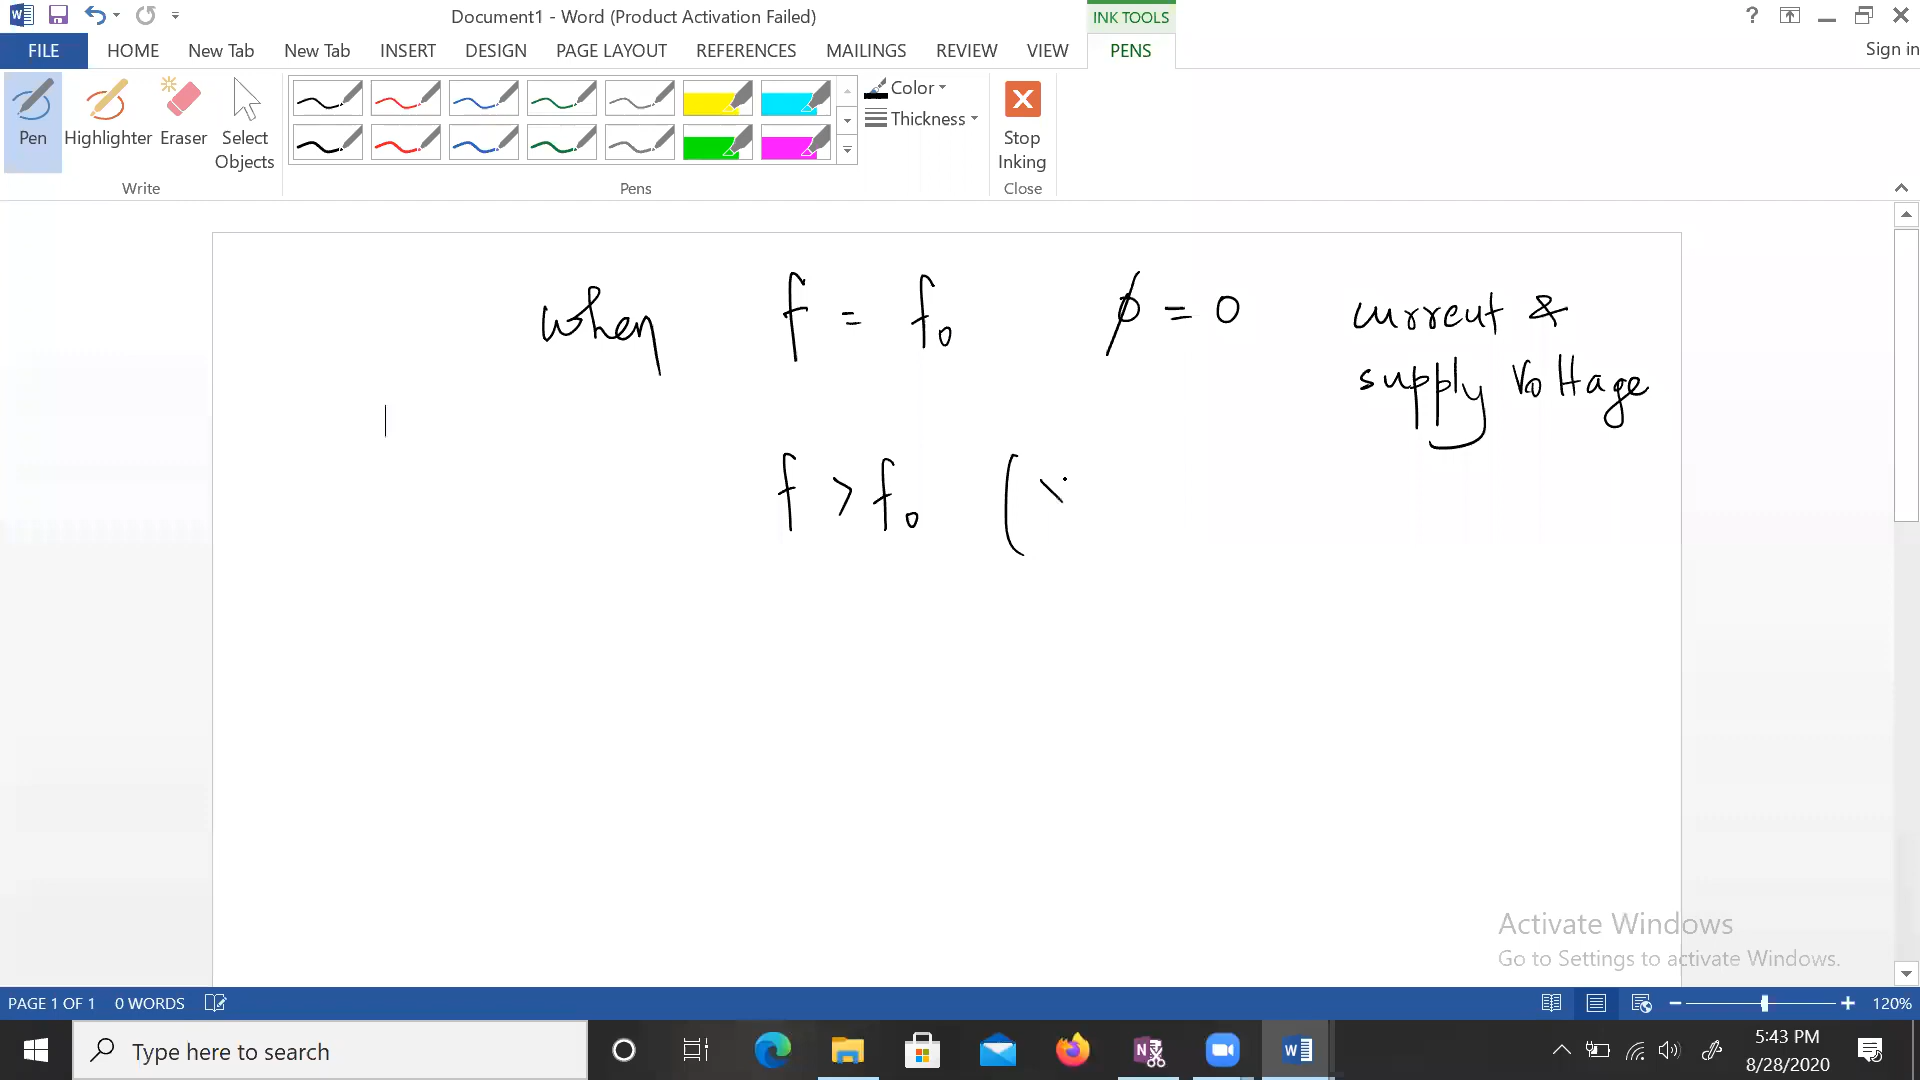 Document1 - Word (Product Activation Failed)
INK TOOLS
?
FILE HOME New Tab New Tab INSERT DESIGN PAGE LAYOUT REFERENCES MAILINGS REVIEW VIEW PENS Sign in
Pen Highlighter Eraser Select Objects
Color
Thickness
Stop Inking
Write Pens Close
when f = f₀ ϕ = 0 current &
supply Voltage
f > f₀ (
Activate Windows
Go to Settings to activate Windows.
PAGE 1 OF 1 0 WORDS 120%
Type here to search
5:43 PM
8/28/2020